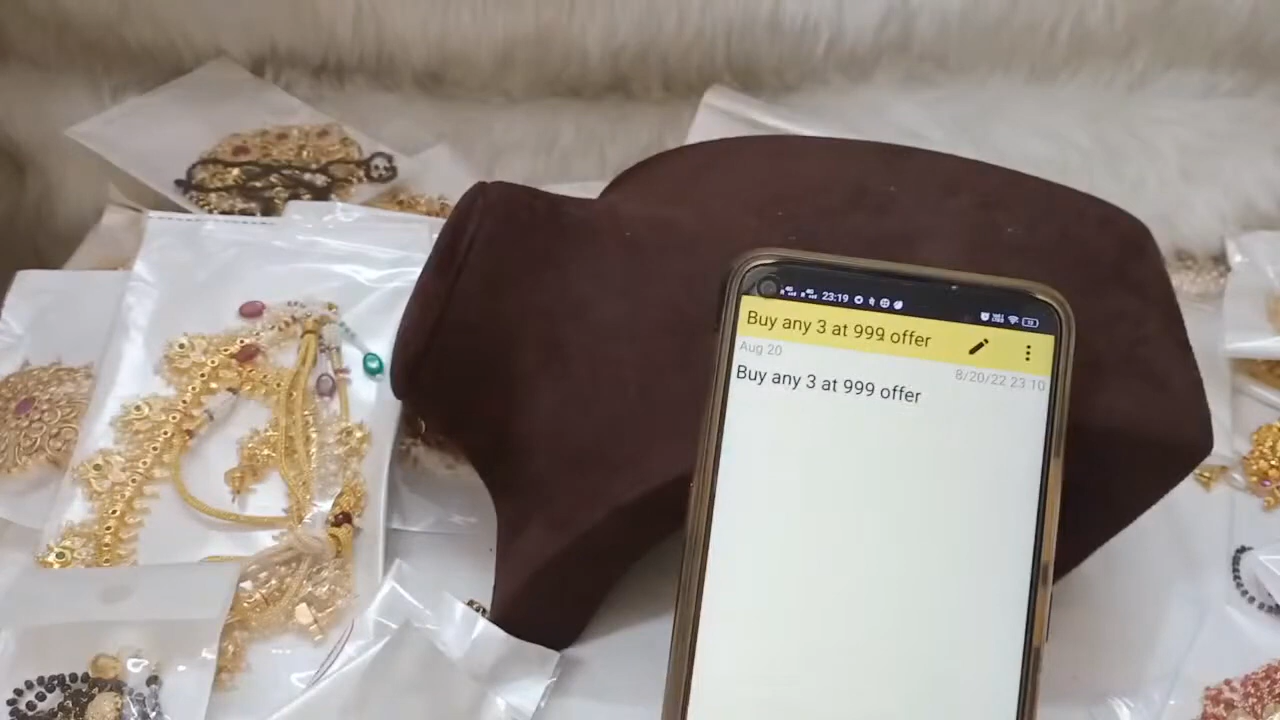 23:19
Buy any 3 at 999 offer
Aug 20
8/20/22 23:10
Buy any 3 at 999 offer